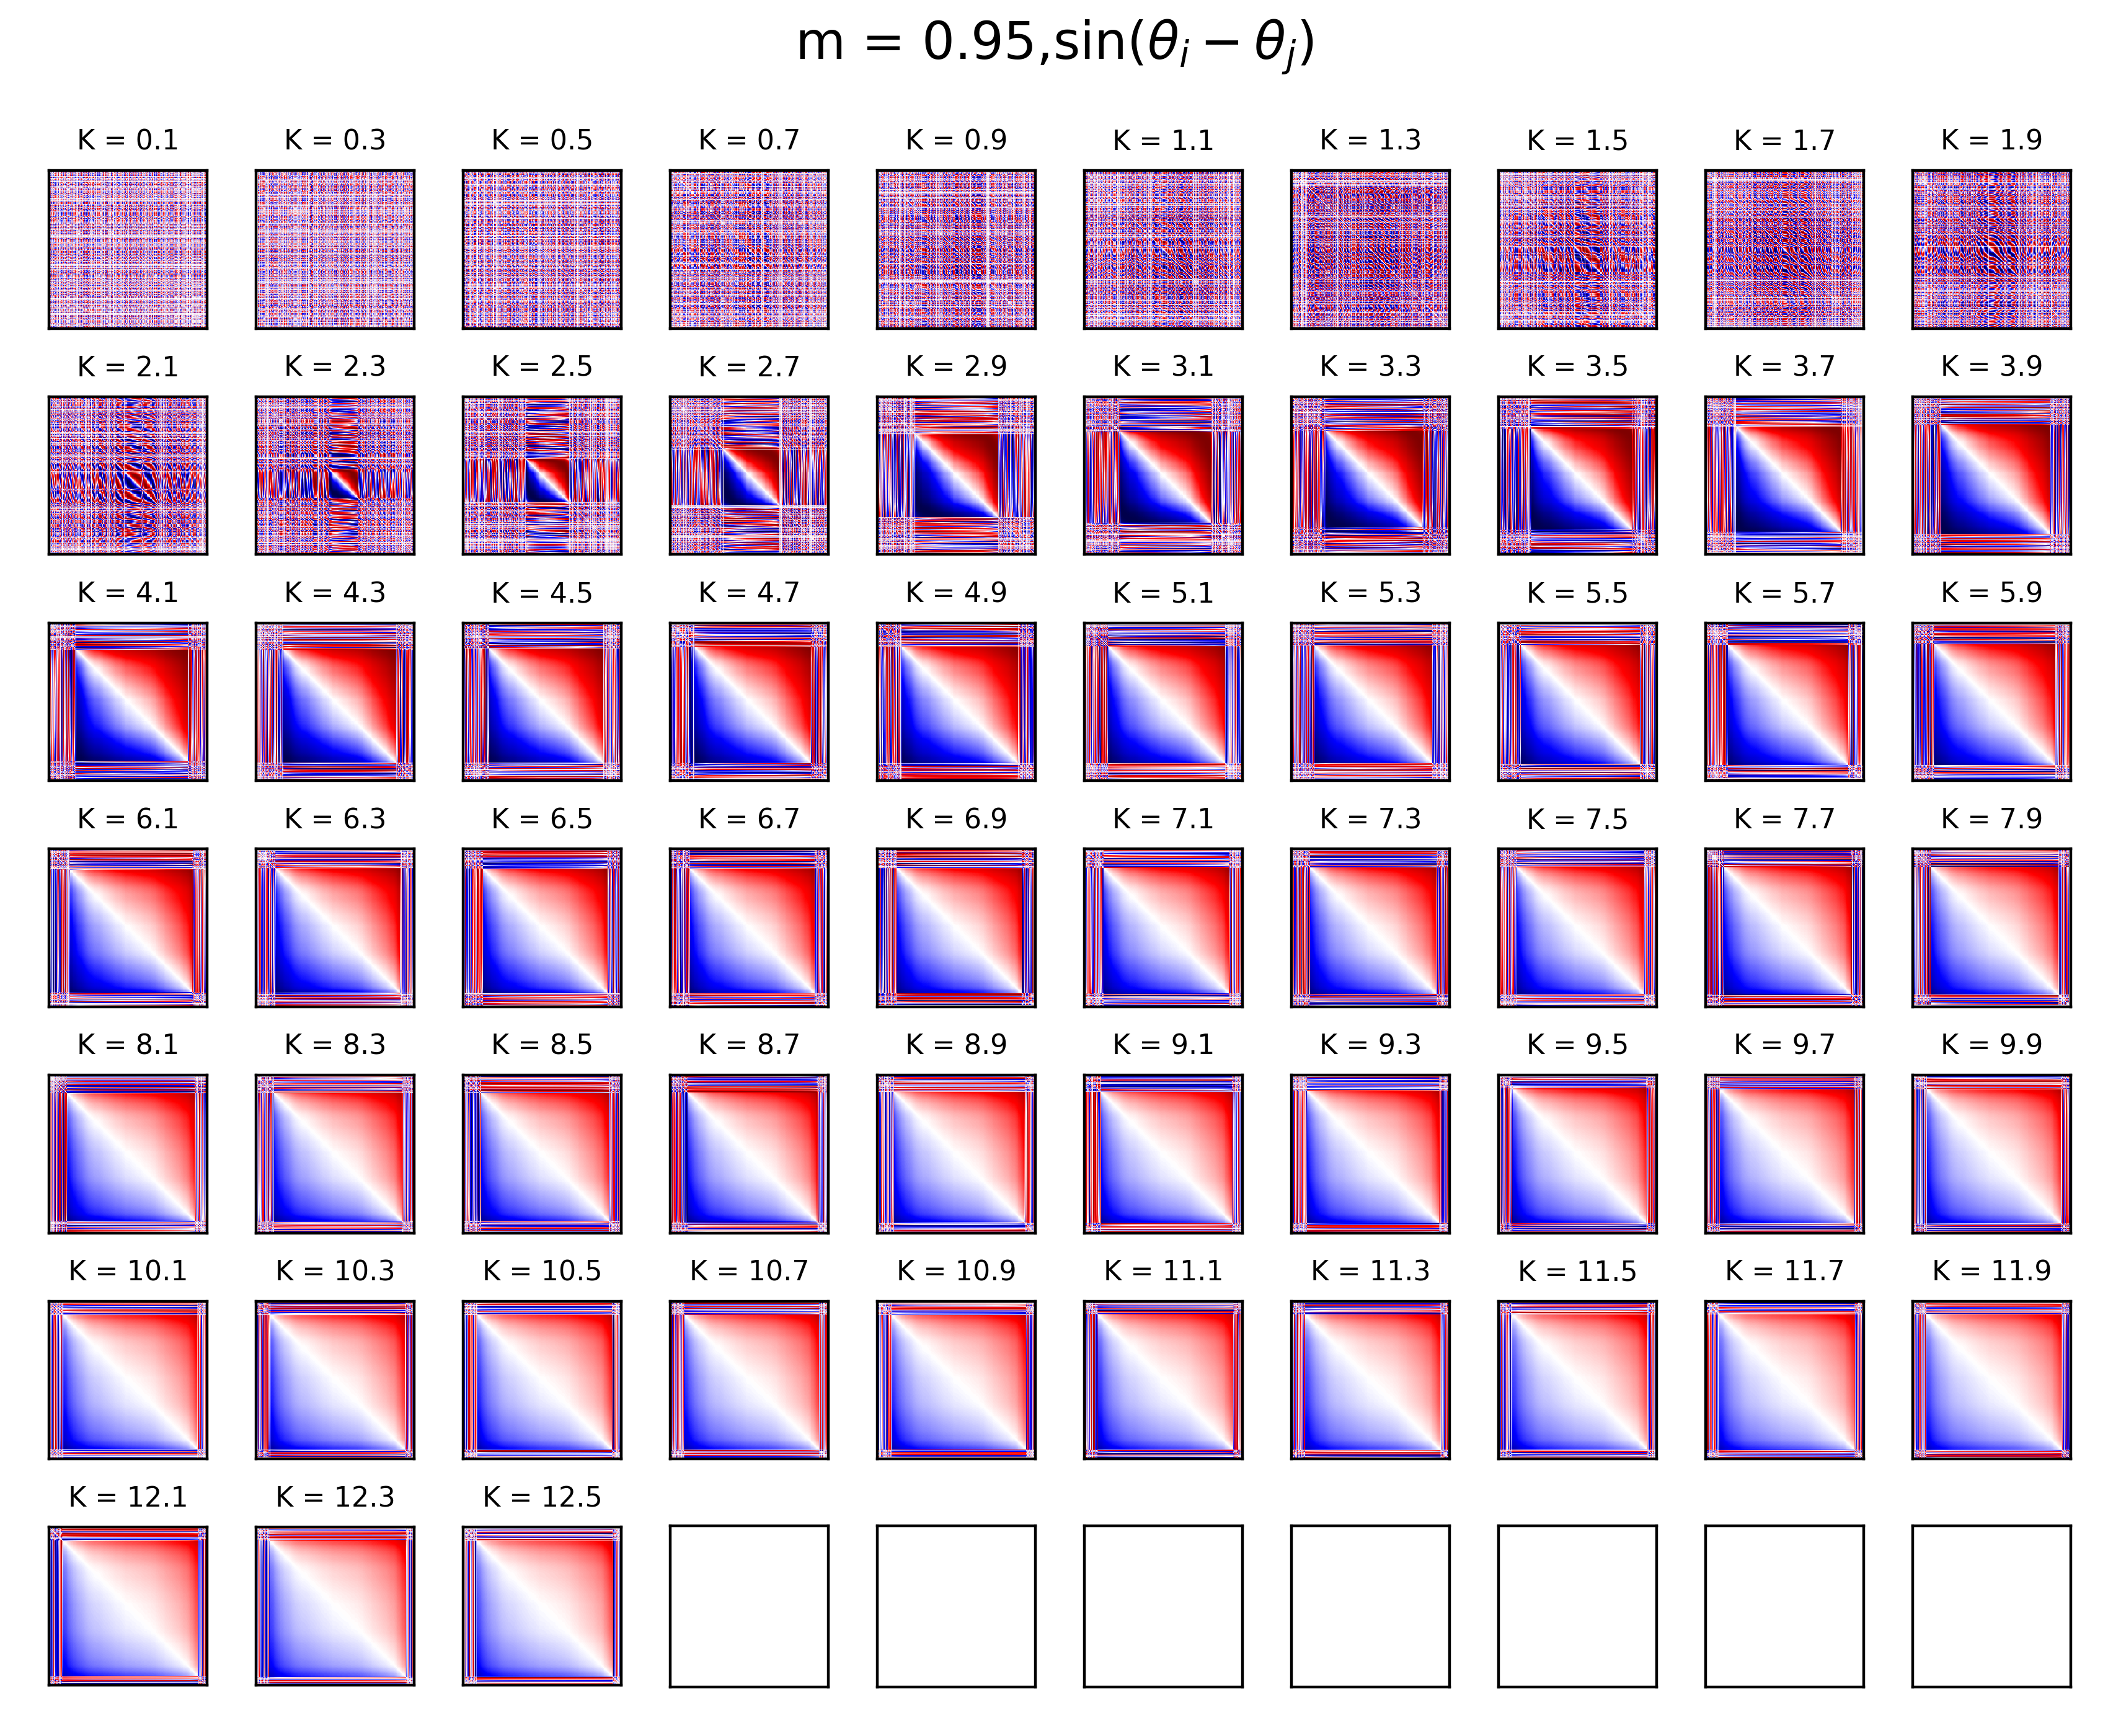 m = 0.95,sin(θ_i − θ_j)
K = 0.1 K = 0.3 K = 0.5 K = 0.7 K = 0.9 K = 1.1 K = 1.3 K = 1.5 K = 1.7 K = 1.9
K = 2.1 K = 2.3 K = 2.5 K = 2.7 K = 2.9 K = 3.1 K = 3.3 K = 3.5 K = 3.7 K = 3.9
K = 4.1 K = 4.3 K = 4.5 K = 4.7 K = 4.9 K = 5.1 K = 5.3 K = 5.5 K = 5.7 K = 5.9
K = 6.1 K = 6.3 K = 6.5 K = 6.7 K = 6.9 K = 7.1 K = 7.3 K = 7.5 K = 7.7 K = 7.9
K = 8.1 K = 8.3 K = 8.5 K = 8.7 K = 8.9 K = 9.1 K = 9.3 K = 9.5 K = 9.7 K = 9.9
K = 10.1 K = 10.3 K = 10.5 K = 10.7 K = 10.9 K = 11.1 K = 11.3 K = 11.5 K = 11.7 K = 11.9
K = 12.1 K = 12.3 K = 12.5